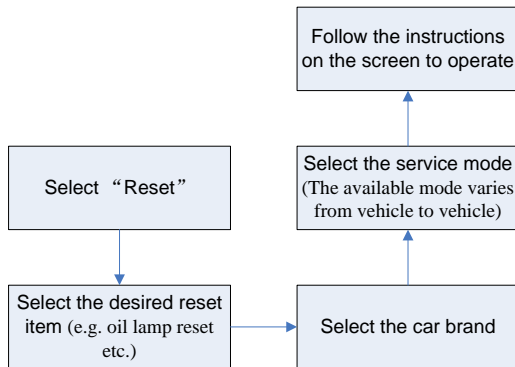 Follow the instructions
on the screen to operate
Select “Reset”
Select the service mode
(The available mode varies
from vehicle to vehicle)
Select the desired reset
item (e.g. oil lamp reset
etc.)
Select the car brand